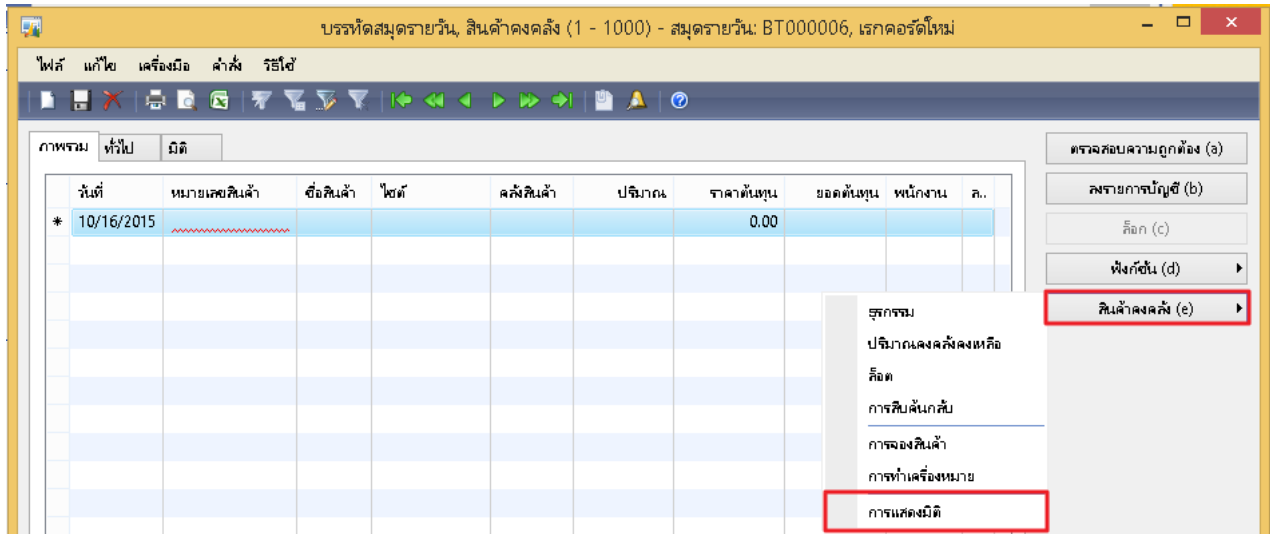 บรรทัดสมุดรายวัน, สินค้าคงคลัง (1 - 1000) - สมุดรายวัน: BT000006, เรกคอร์ดใหม่
ไฟล์ แก้ไข เครื่องมือ คำสั่ง วิธีใช้
ภาพรวม ทั่วไป มิติ
ตรวจสอบความถูกต้อง (a)
วันที่ หมายเลขสินค้า ชื่อสินค้า ไซต์ คลังสินค้า ปริมาณ ราคาต้นทุน ยอดต้นทุน พนักงาน ล..
ลงรายการบัญชี (b)
* 10/16/2015 0.00
ล็อก (c)
ฟังก์ชัน (d)
สินค้าคงคลัง (e)
ธุรกรรม
ปริมาณคงคลังคงเหลือ
ล็อต
การสืบค้นกลับ
การจองสินค้า
การทำเครื่องหมาย
การแสดงมิติ